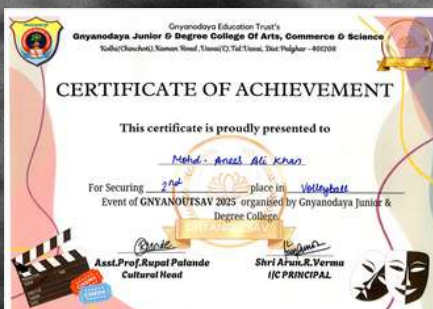 Gnyanodaya Education Trust's
Gnyanodaya Junior & Degree College Of Arts, Commerce & Science
Kolhi(Chinchoti),Kaman Road ,Vasai(E),Tal:Vasai, Dist:Palghar - 401208
CERTIFICATE OF ACHIEVEMENT
This certificate is proudly presented to
Mohd. Anees Ali Khan
For Securing 2nd place in Volleyball
Event of GNYANOUTSAV 2025 organised by Gnyanodaya Junior &
Degree College.
Asst.Prof.Rupal Palande
Cultural Head
Shri Arun.R.Verma
I/C PRINCIPAL
CINEMA